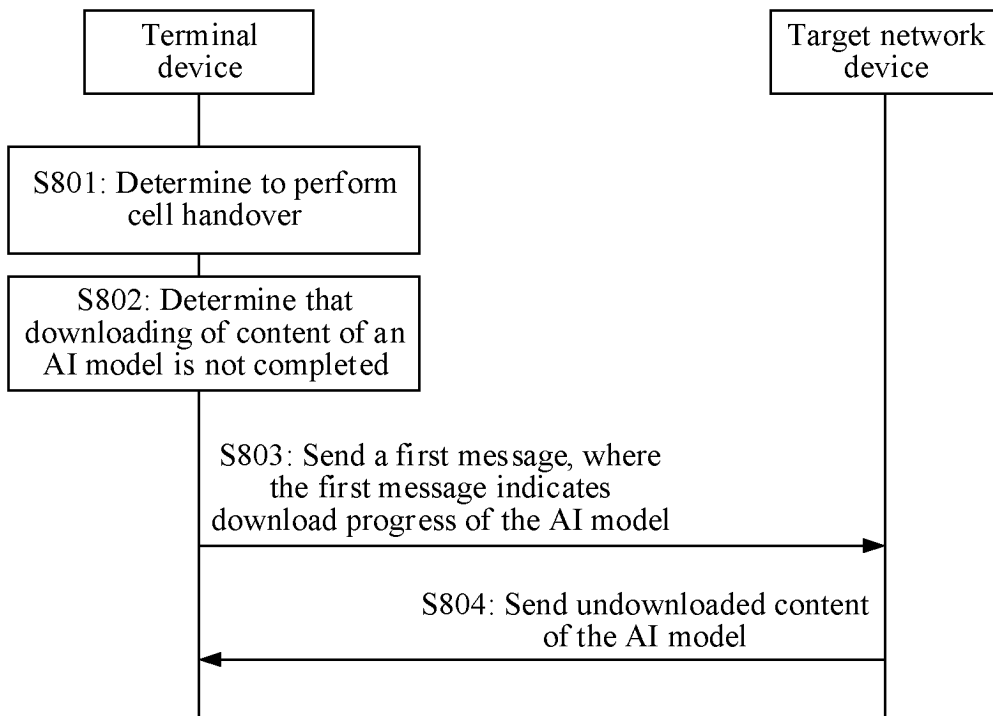 Terminal
device
Target network
device
S801: Determine to perform
cell handover
S802: Determine that
downloading of content of an
AI model is not completed
S803: Send a first message, where
the first message indicates
download progress of the AI model
S804: Send undownloaded content
of the AI model